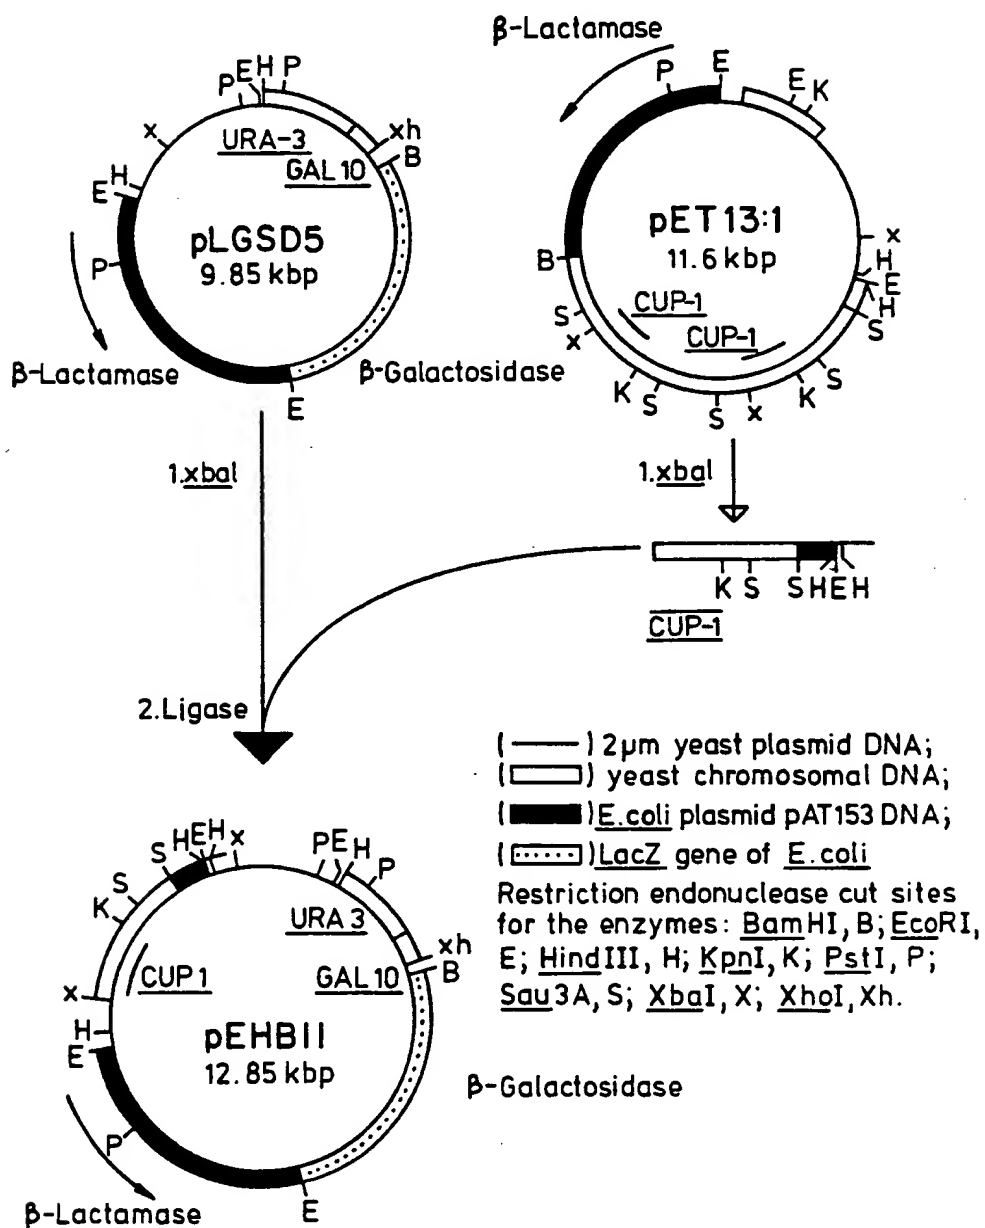 β-Lactamase
P E H P
x
URA-3
xh
B
GAL 10
H
E
pLGSD5
9.85 kbp
P
β-Lactamase
β-Galactosidase
E
β-Lactamase
P
E
E
K
pET13:1
11.6 kbp
x
H
E
H
B
S
x
CUP-1
CUP-1
S
S
K
K
S
S
x
1.xbaI
1.xbaI
K S S H E H
CUP-1
2.Ligase
(———) 2µm yeast plasmid DNA;
( ) yeast chromosomal DNA;
( ) E.coli plasmid pAT153 DNA;
( ) LacZ gene of E.coli
Restriction endonuclease cut sites
for the enzymes: BamHI, B; EcoRI,
E; HindIII, H; KpnI, K; PstI, P;
Sau3A, S; XbaI, X; XhoI, Xh.
S H E H x
P E H P
S
K
URA 3
xh
B
CUP 1
GAL 10
x
H
E
pEHBII
12.85 kbp
β-Galactosidase
P
β-Lactamase
E